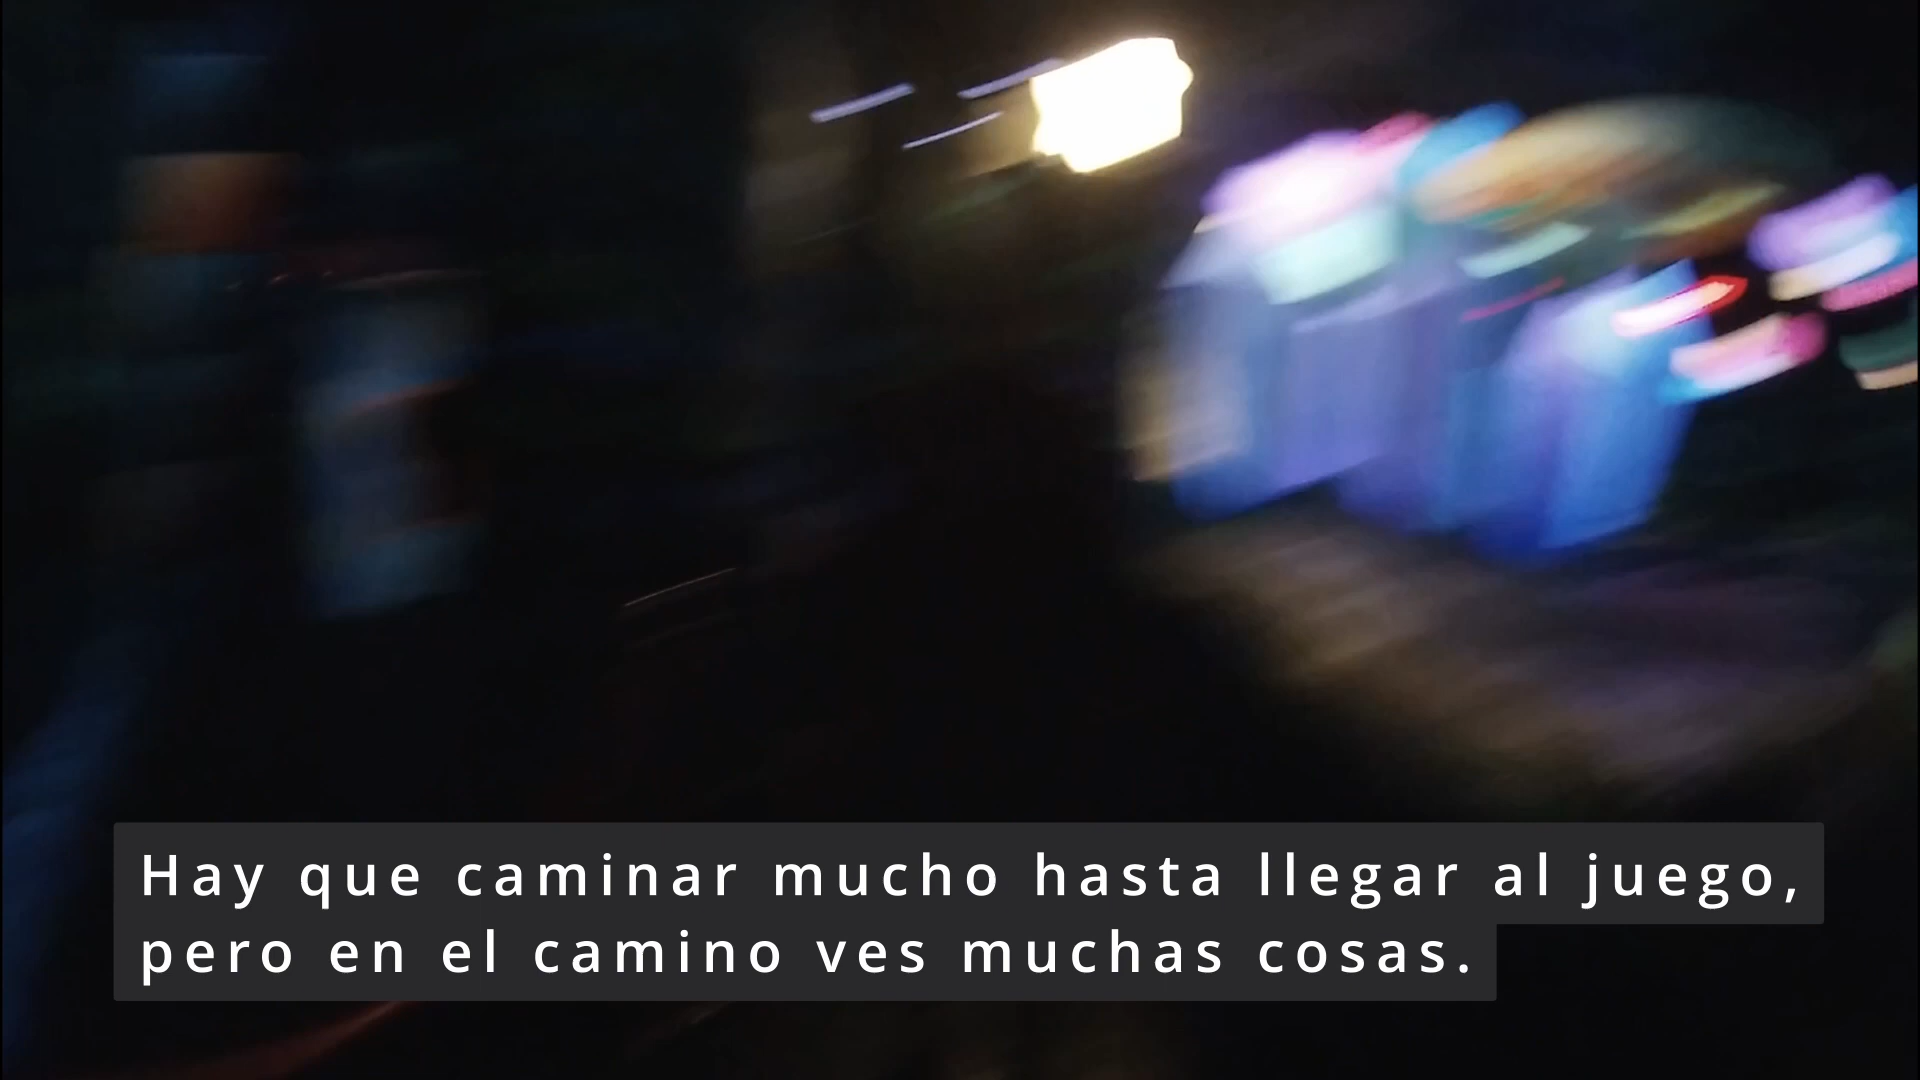 Hay que caminar mucho hasta llegar al juego,
pero en el camino ves muchas cosas.